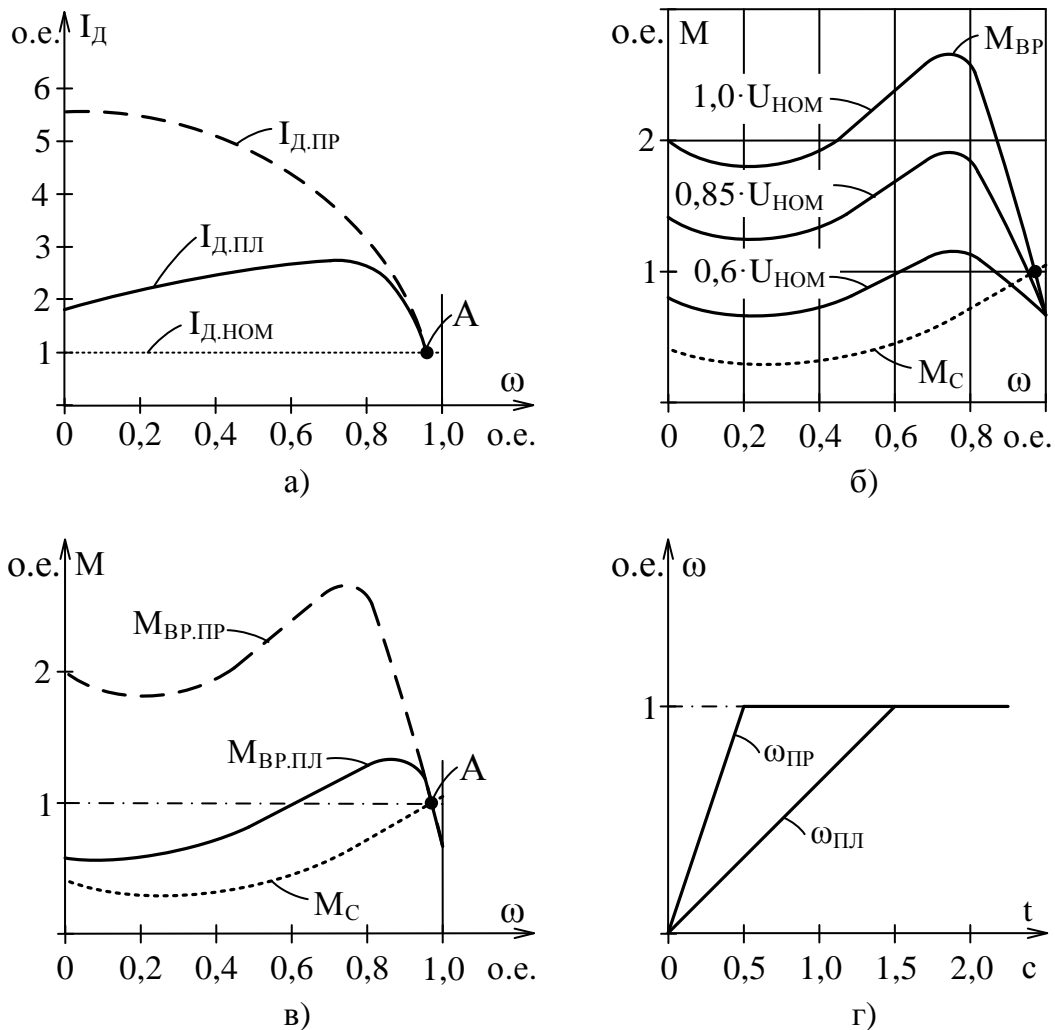 о.е.
I_Д
6
5
4
3
2
1
I_Д.ПР
I_Д.ПЛ
I_Д.НОМ
A
ω
0 0,2 0,4 0,6 0,8 1,0 о.е.
а)
о.е. M
2
1
M_ВР
1,0·U_НОМ
0,85·U_НОМ
0,6·U_НОМ
M_С
ω
0 0,2 0,4 0,6 0,8 о.е.
б)
о.е. M
2
1
M_ВР.ПР
M_ВР.ПЛ
A
M_С
ω
0 0,2 0,4 0,6 0,8 1,0 о.е.
в)
о.е. ω
1
ω_ПР
ω_ПЛ
t
0 0,5 1,0 1,5 2,0 с
г)